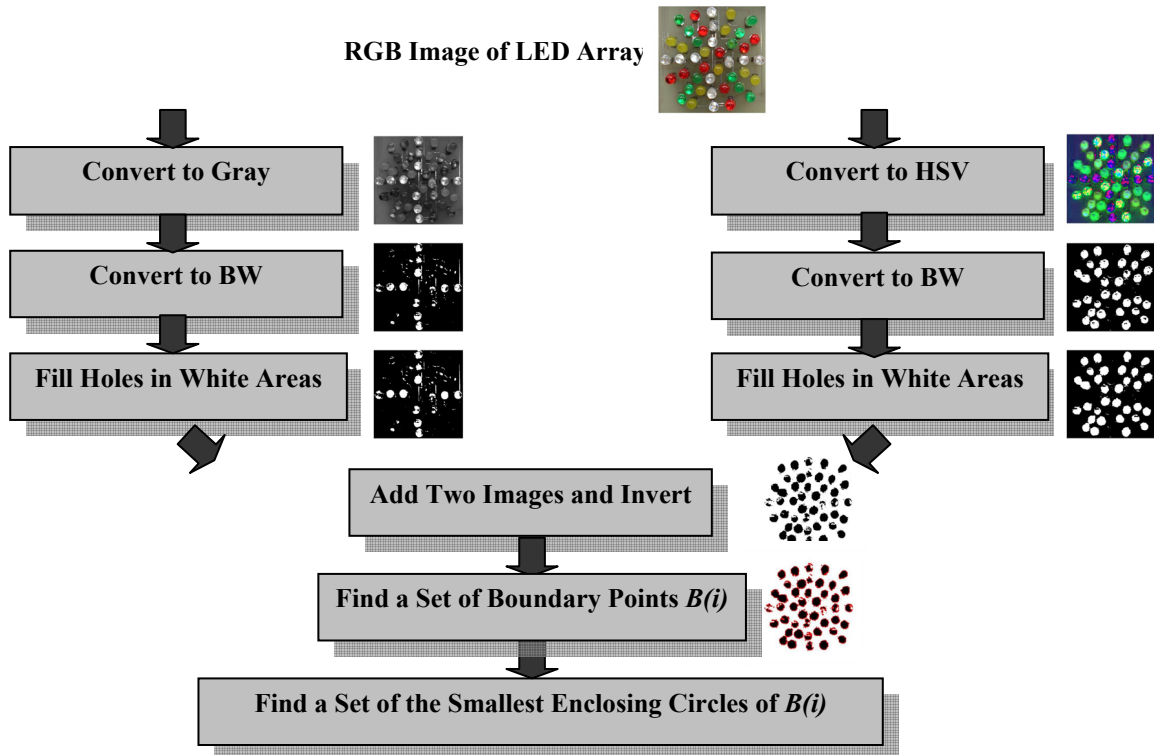 RGB Image of LED Array
Convert to Gray
Convert to HSV
Convert to BW
Convert to BW
Fill Holes in White Areas
Fill Holes in White Areas
Add Two Images and Invert
Find a Set of Boundary Points B(i)
Find a Set of the Smallest Enclosing Circles of B(i)